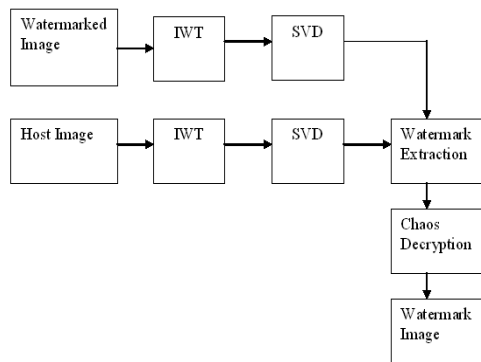 Watermarked
Image
IWT
SVD
Host Image
IWT
SVD
Watermark
Extraction
Chaos
Decryption
Watermark
Image